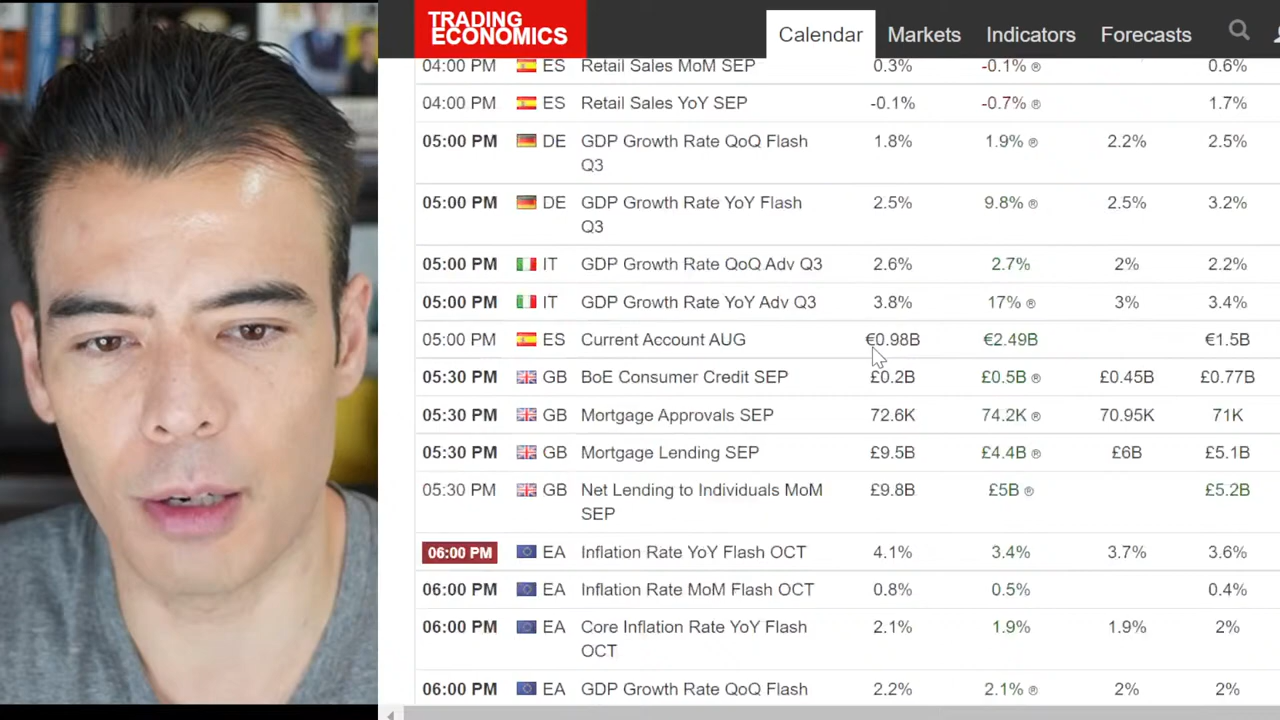 TRADING
ECONOMICS
Calendar Markets Indicators Forecasts
04:00 PM ES Retail Sales MoM SEP 0.3% -0.1% ® 0.6%
04:00 PM ES Retail Sales YoY SEP -0.1% -0.7% ® 1.7%
05:00 PM DE GDP Growth Rate QoQ Flash 1.8% 1.9% ® 2.2% 2.5%
Q3
05:00 PM DE GDP Growth Rate YoY Flash 2.5% 9.8% ® 2.5% 3.2%
Q3
05:00 PM IT GDP Growth Rate QoQ Adv Q3 2.6% 2.7% 2% 2.2%
05:00 PM IT GDP Growth Rate YoY Adv Q3 3.8% 17% ® 3% 3.4%
05:00 PM ES Current Account AUG €0.98B €2.49B €1.5B
05:30 PM GB BoE Consumer Credit SEP £0.2B £0.5B ® £0.45B £0.77B
05:30 PM GB Mortgage Approvals SEP 72.6K 74.2K ® 70.95K 71K
05:30 PM GB Mortgage Lending SEP £9.5B £4.4B ® £6B £5.1B
05:30 PM GB Net Lending to Individuals MoM £9.8B £5B ® £5.2B
SEP
06:00 PM EA Inflation Rate YoY Flash OCT 4.1% 3.4% 3.7% 3.6%
06:00 PM EA Inflation Rate MoM Flash OCT 0.8% 0.5% 0.4%
06:00 PM EA Core Inflation Rate YoY Flash 2.1% 1.9% 1.9% 2%
OCT
06:00 PM EA GDP Growth Rate QoQ Flash 2.2% 2.1% ® 2% 2%